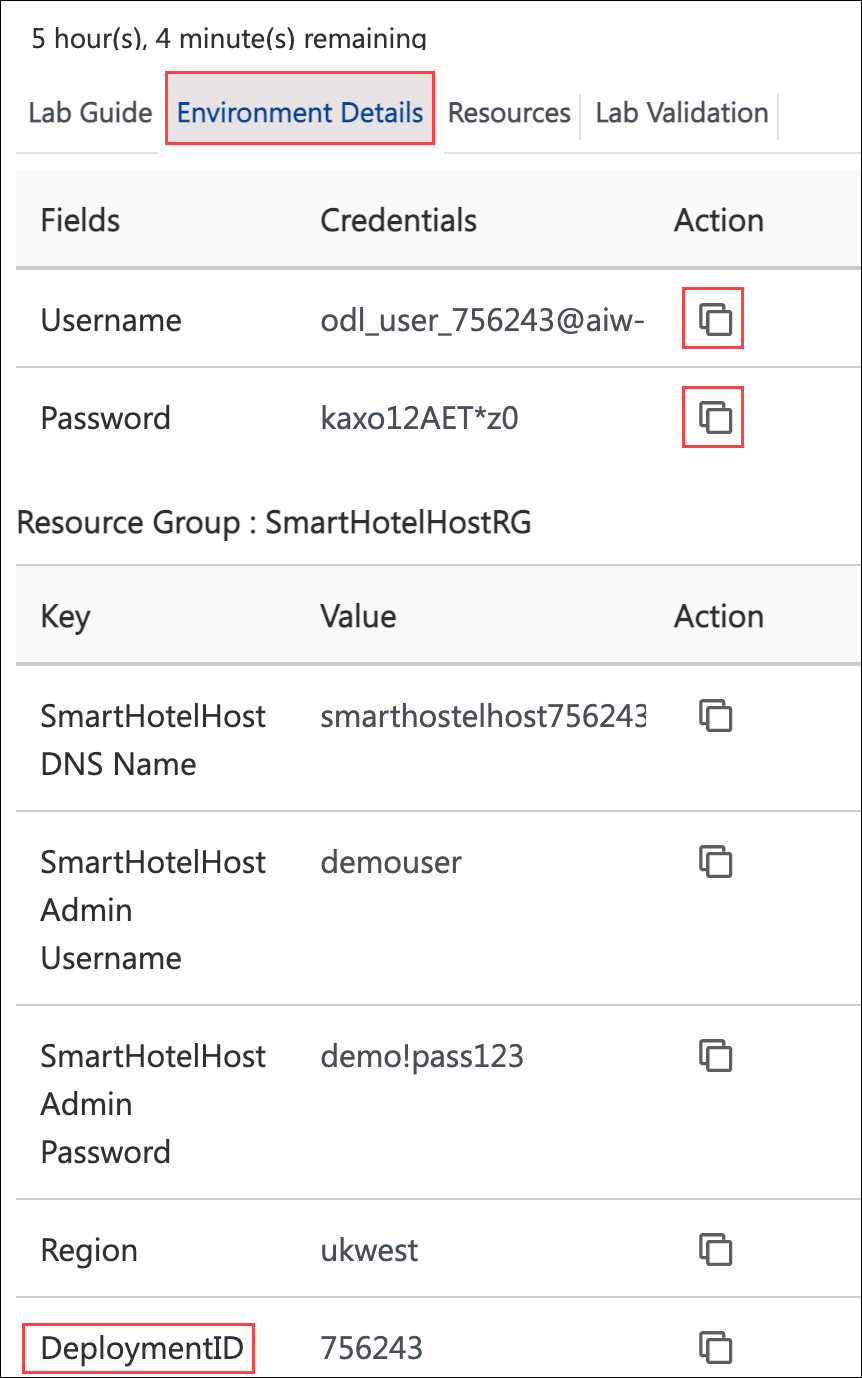 5 hour(s), 4 minute(s) remaining
Lab Guide Environment Details Resources Lab Validation
Fields Credentials Action
Username odl_user_756243@aiw-
Password kaxo12AET*z0
Resource Group : SmartHotelHostRG
Key Value Action
SmartHotelHost smarthostelhost756243
DNS Name
SmartHotelHost demouser
Admin
Username
SmartHotelHost demo!pass123
Admin
Password
Region ukwest
DeploymentID 756243